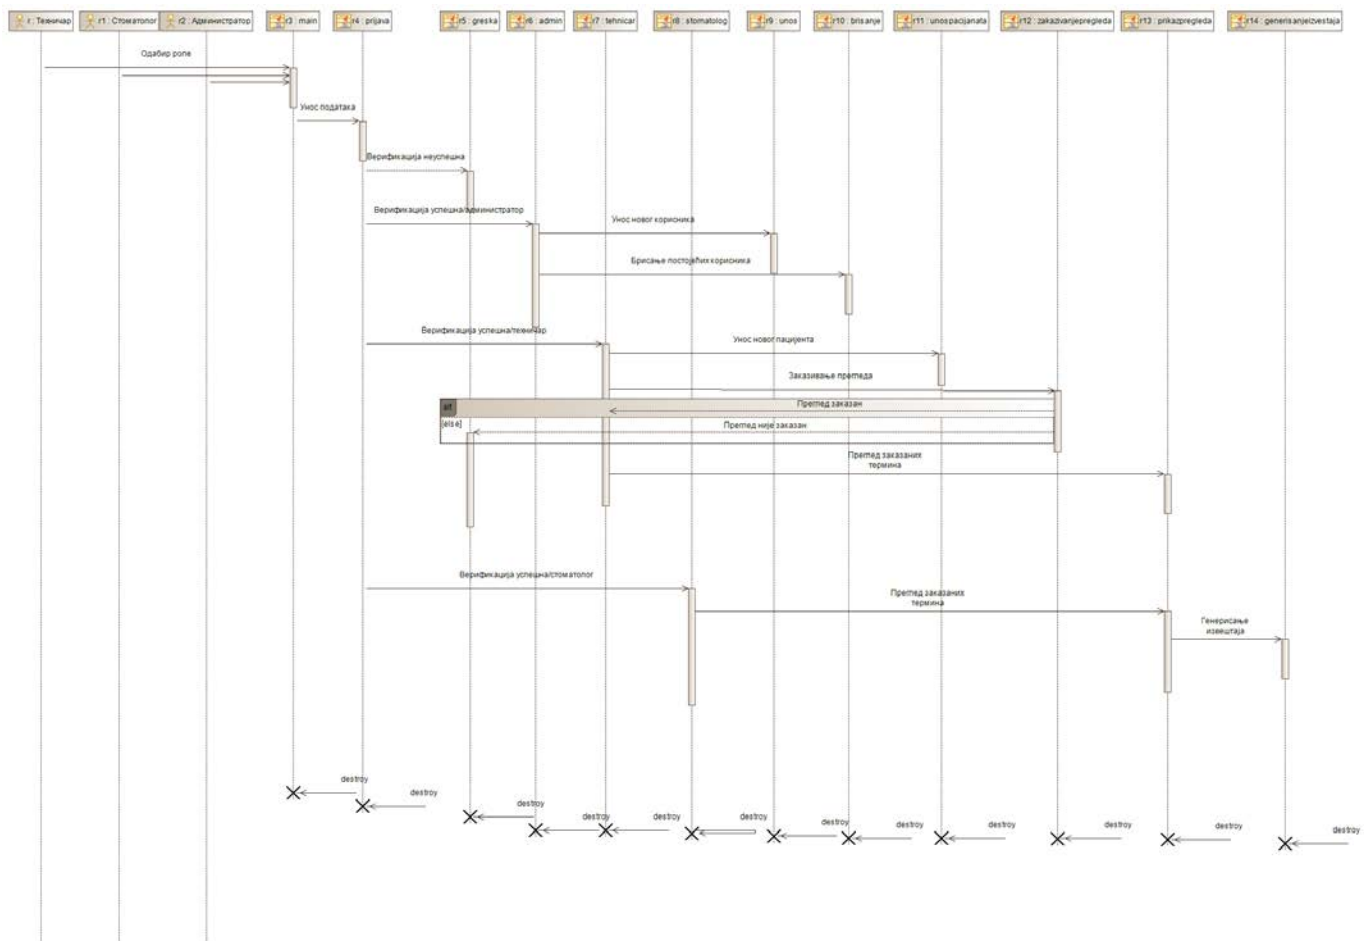 r : Техничар
r1 : Стоматолог
r2 : Администратор
r3 : main
r4 : prijava
r5 : greska
r6 : admin
r7 : tehnicar
r8 : stomatolog
r9 : unos
r10 : brisanje
r11 : unospacijanata
r12 : zakazivanjepregleda
r13 : prikazpregleda
r14 : generisanjeizvestaja
Одабир роле
Унос података
Верификација неуспешна
Верификација успешна/администратор
Унос новог корисника
Брисање постојећих корисника
Верификација успешна/техничар
Унос новог пацијента
Заказивање прегледа
alt
Преглед заказан
[else]
Преглед није заказан
Преглед заказаних
термина
Верификација успешна/стоматолог
Преглед заказаних
термина
Генерисање
извештаја
destroy
destroy
destroy
destroy
destroy
destroy
destroy
destroy
destroy
destroy
destroy
destroy